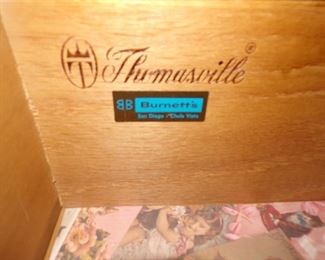 T Thomasville ®
BB Burnett's
San Diego Chula Vista